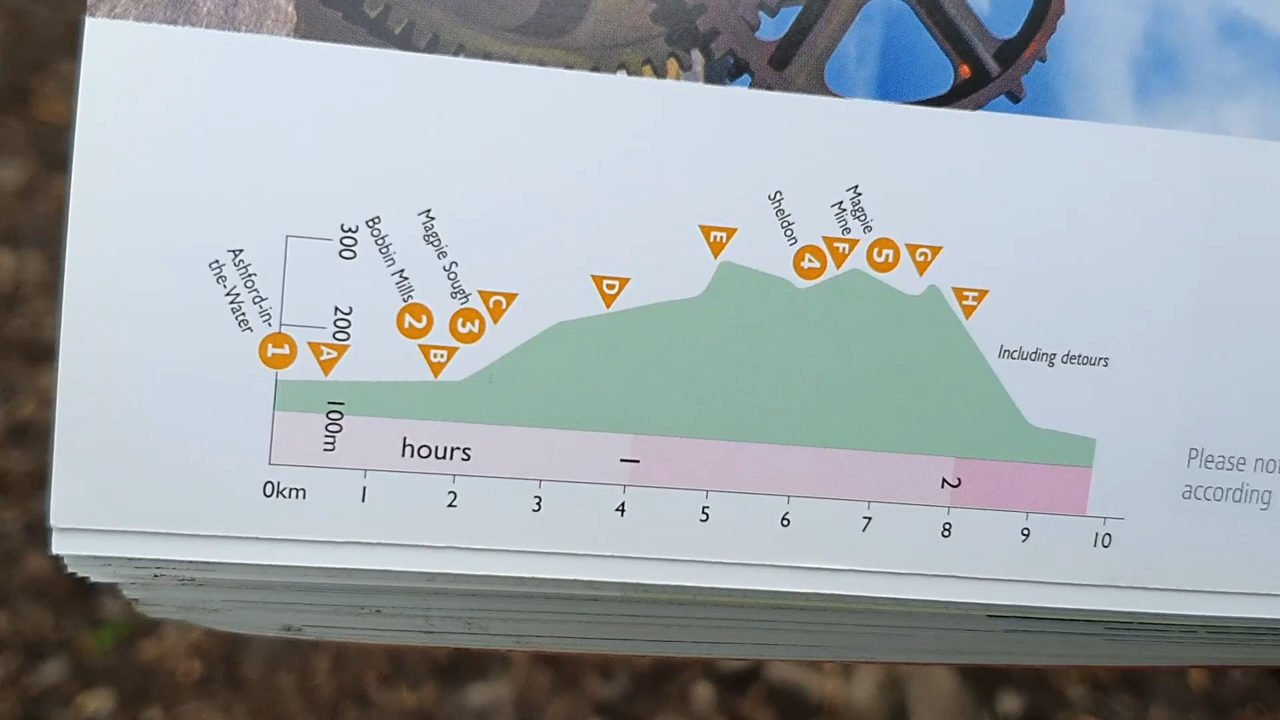 Ashford-in-
the-Water
1
A
300
200
100m
Bobbin Mills
2
B
Magpie Sough
3
C
D
E
Sheldon
4
Magpie
Mine
F
5
G
H
Including detours
hours
1
2
0km 1 2 3 4 5 6 7 8 9 10
Please not
according